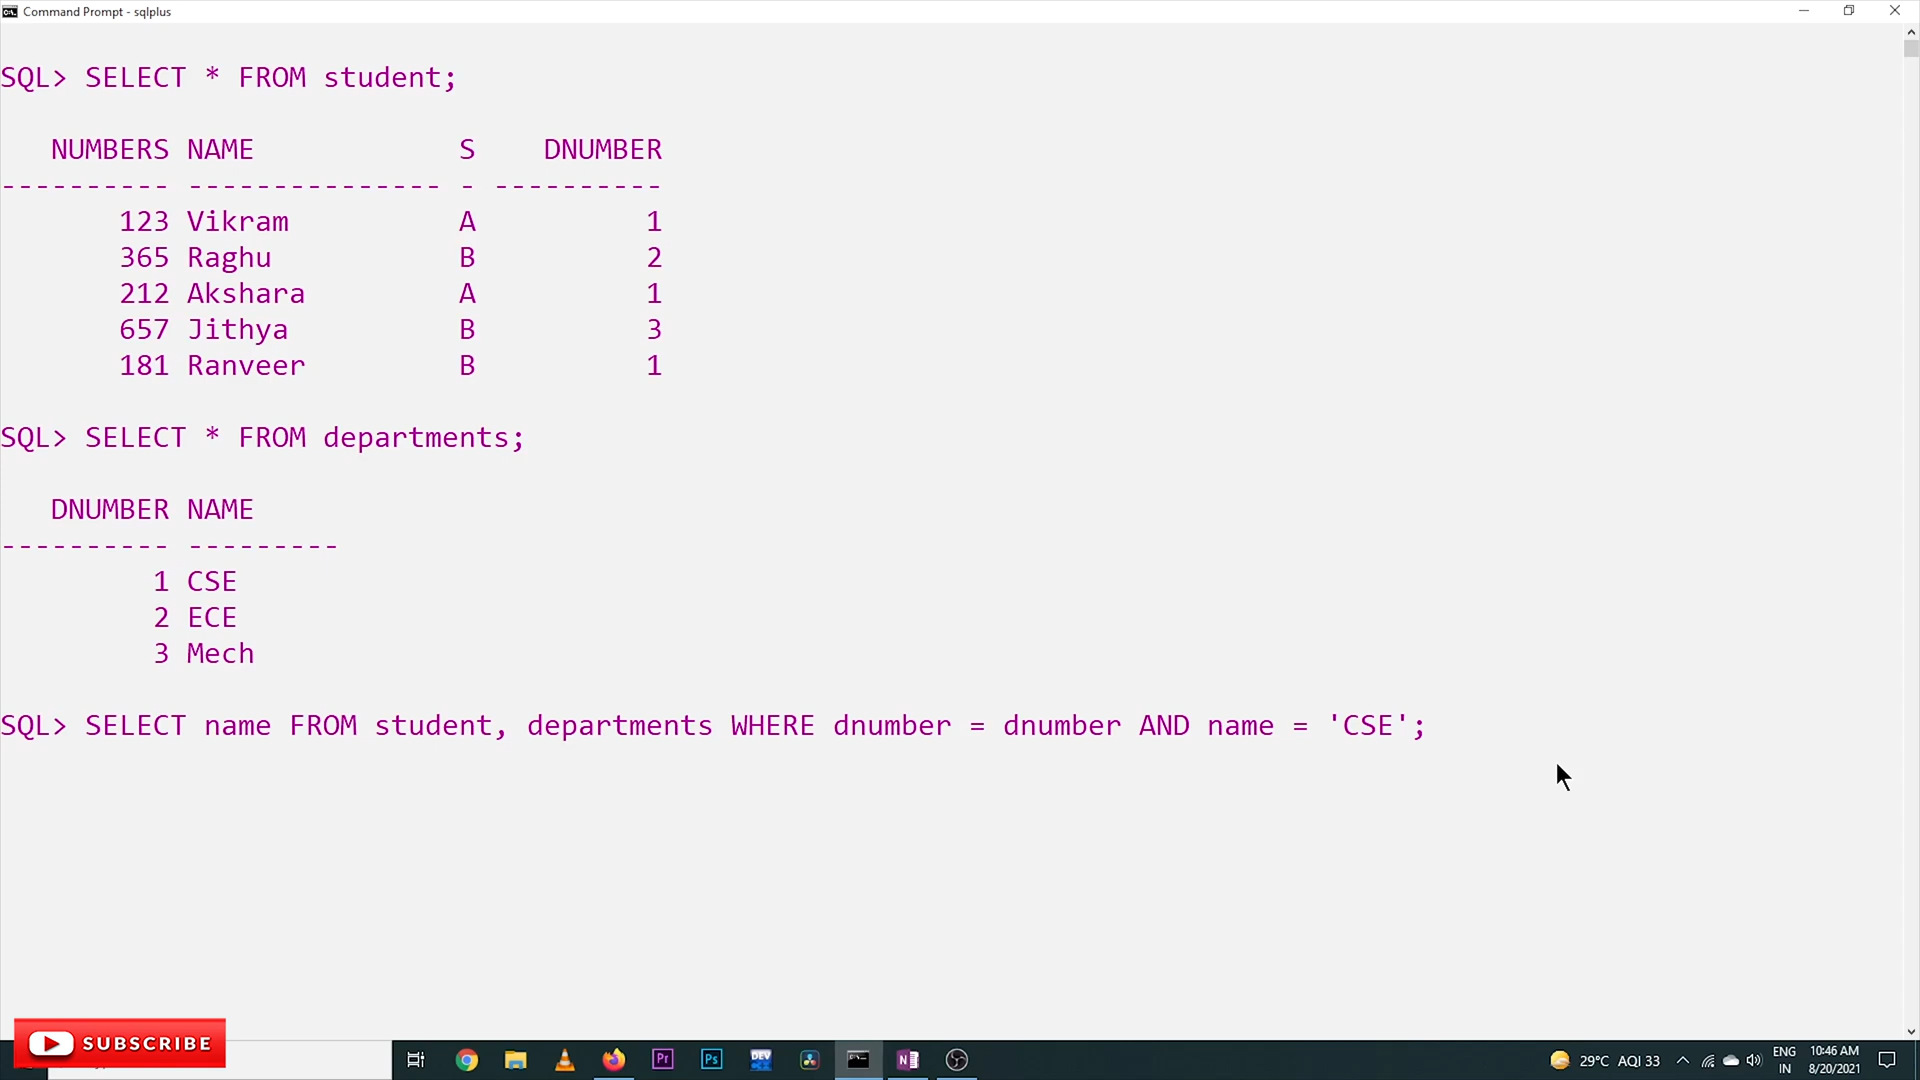 Command Prompt - sqlplus
SQL> SELECT * FROM student;
NUMBERS NAME S DNUMBER
---------- --------------- - ----------
123 Vikram A 1
365 Raghu B 2
212 Akshara A 1
657 Jithya B 3
181 Ranveer B 1
SQL> SELECT * FROM departments;
DNUMBER NAME
---------- ---------
1 CSE
2 ECE
3 Mech
SQL> SELECT name FROM student, departments WHERE dnumber = dnumber AND name = 'CSE';
SUBSCRIBE
Pr
Ps
DEV
N
29°C AQI 33
ENG
IN
10:46 AM
8/20/2021